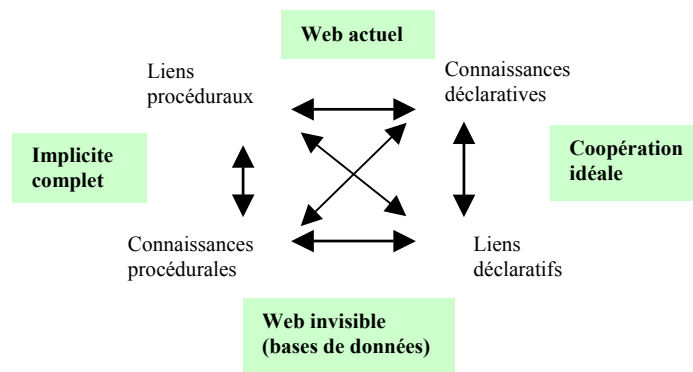 Web actuel
Liens
procéduraux
Connaissances
déclaratives
Implicite
complet
Coopération
idéale
Connaissances
procédurales
Liens
déclaratifs
Web invisible
(bases de données)